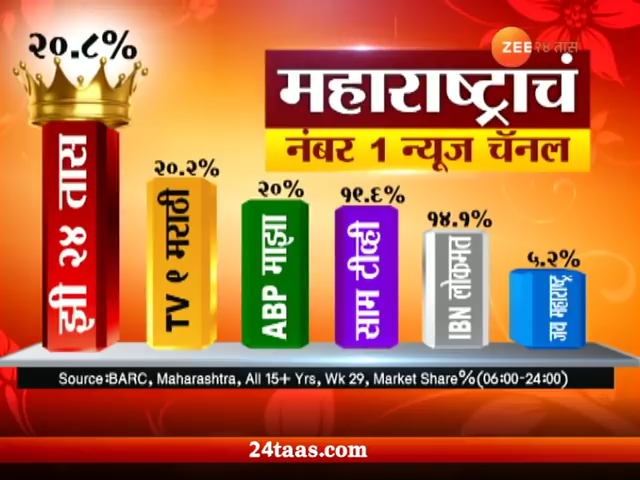 २०.८%
ZEE २४ तास
महाराष्ट्राचं
नंबर 1 न्यूज चॅनल
झी २४ तास
२०.२%
TV ९ मराठी
२०%
ABP माझा
१९.६%
साम टीव्ही
१४.१%
IBN लोकमत
५.२%
जय महाराष्ट्र
Source:BARC, Maharashtra, All 15+ Yrs, Wk 29, Market Share%(06:00-24:00)
24taas.com